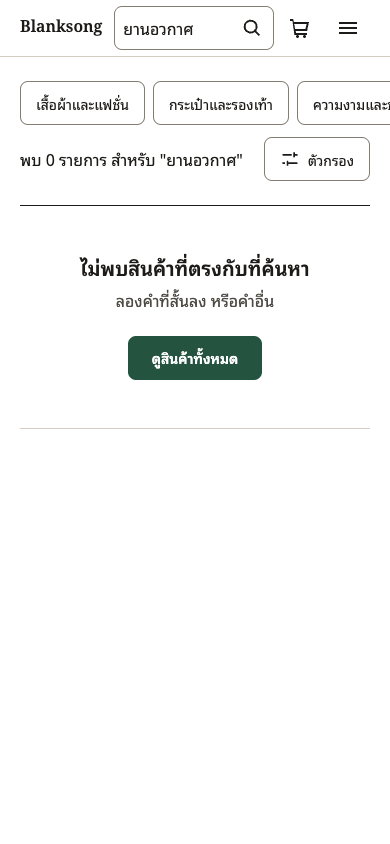 Blanksong
ยานอวกาศ
เสื้อผ้าและแฟชั่น
กระเป๋าและรองเท้า
ความงามและ
พบ 0 รายการ สำหรับ "ยานอวกาศ"
ตัวกรอง
ไม่พบสินค้าที่ตรงกับที่ค้นหา
ลองคำที่สั้นลง หรือคำอื่น
ดูสินค้าทั้งหมด